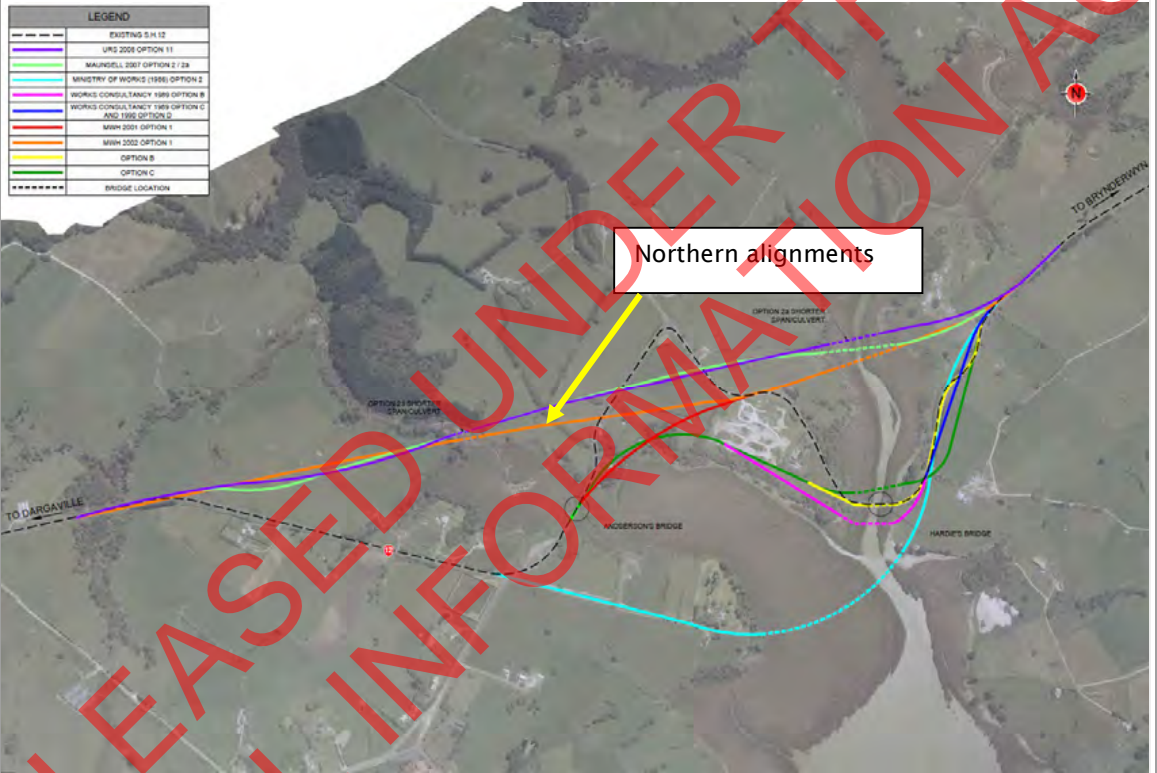 LEGEND
EXISTING S.H.12
URS 2008 OPTION 11
MAUNSELL 2007 OPTION 2 / 2a
MINISTRY OF WORKS (1986) OPTION 2
WORKS CONSULTANCY 1989 OPTION B
WORKS CONSULTANCY 1989 OPTION C
AND 1990 OPTION D
MWH 2001 OPTION 1
MWH 2002 OPTION 1
OPTION B
OPTION C
BRIDGE LOCATION
N
TO BRYNDERWYN
Northern alignments
OPTION 2a SHORTER
SPAN/CULVERT
OPTION 2a SHORTER
SPAN/CULVERT
TO DARGAVILLE
12
ANDERSON'S BRIDGE
HARDIE'S BRIDGE
LEASED UNDER T
INFORMATION AC